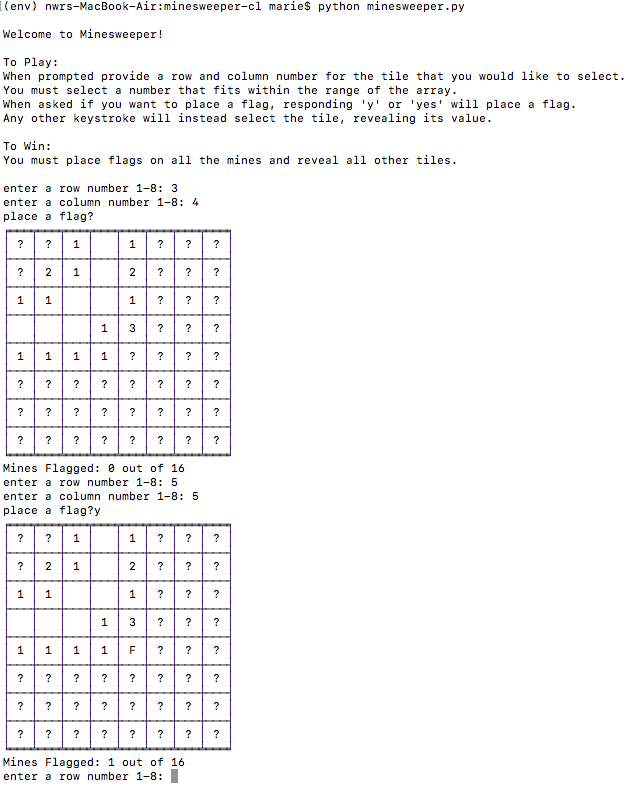 (env) nwrs-MacBook-Air:minesweeper-cl marie$ python minesweeper.py
Welcome to Minesweeper!
To Play:
When prompted provide a row and column number for the tile that you would like to select.
You must select a number that fits within the range of the array.
When asked if you want to place a flag, responding 'y' or 'yes' will place a flag.
Any other keystroke will instead select the tile, revealing its value.
To Win:
You must place flags on all the mines and reveal all other tiles.
enter a row number 1-8: 3
enter a column number 1-8: 4
place a flag?
? ? 1 1 ? ? ?
? 2 1 2 ? ? ?
1 1 1 ? ? ?
1 3 ? ? ?
1 1 1 1 ? ? ? ?
? ? ? ? ? ? ? ?
? ? ? ? ? ? ? ?
? ? ? ? ? ? ? ?
Mines Flagged: 0 out of 16
enter a row number 1-8: 5
enter a column number 1-8: 5
place a flag?y
? ? 1 1 ? ? ?
? 2 1 2 ? ? ?
1 1 1 ? ? ?
1 3 ? ? ?
1 1 1 1 F ? ? ?
? ? ? ? ? ? ? ?
? ? ? ? ? ? ? ?
? ? ? ? ? ? ? ?
Mines Flagged: 1 out of 16
enter a row number 1-8: